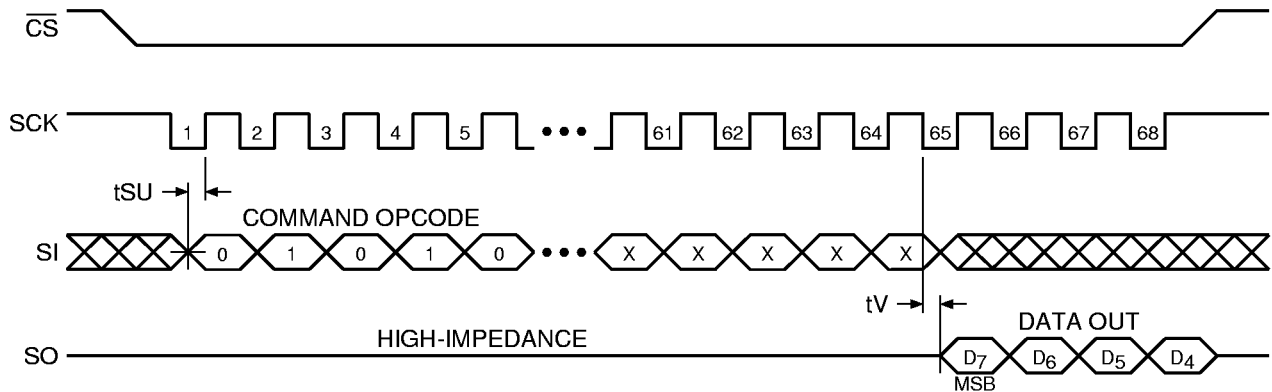 CS
SCK 1 2 3 4 5 ••• 61 62 63 64 65 66 67 68
tSU
COMMAND OPCODE
SI 0 1 0 1 0 ••• X X X X X
tV
HIGH-IMPEDANCE
DATA OUT
SO D7 D6 D5 D4
MSB